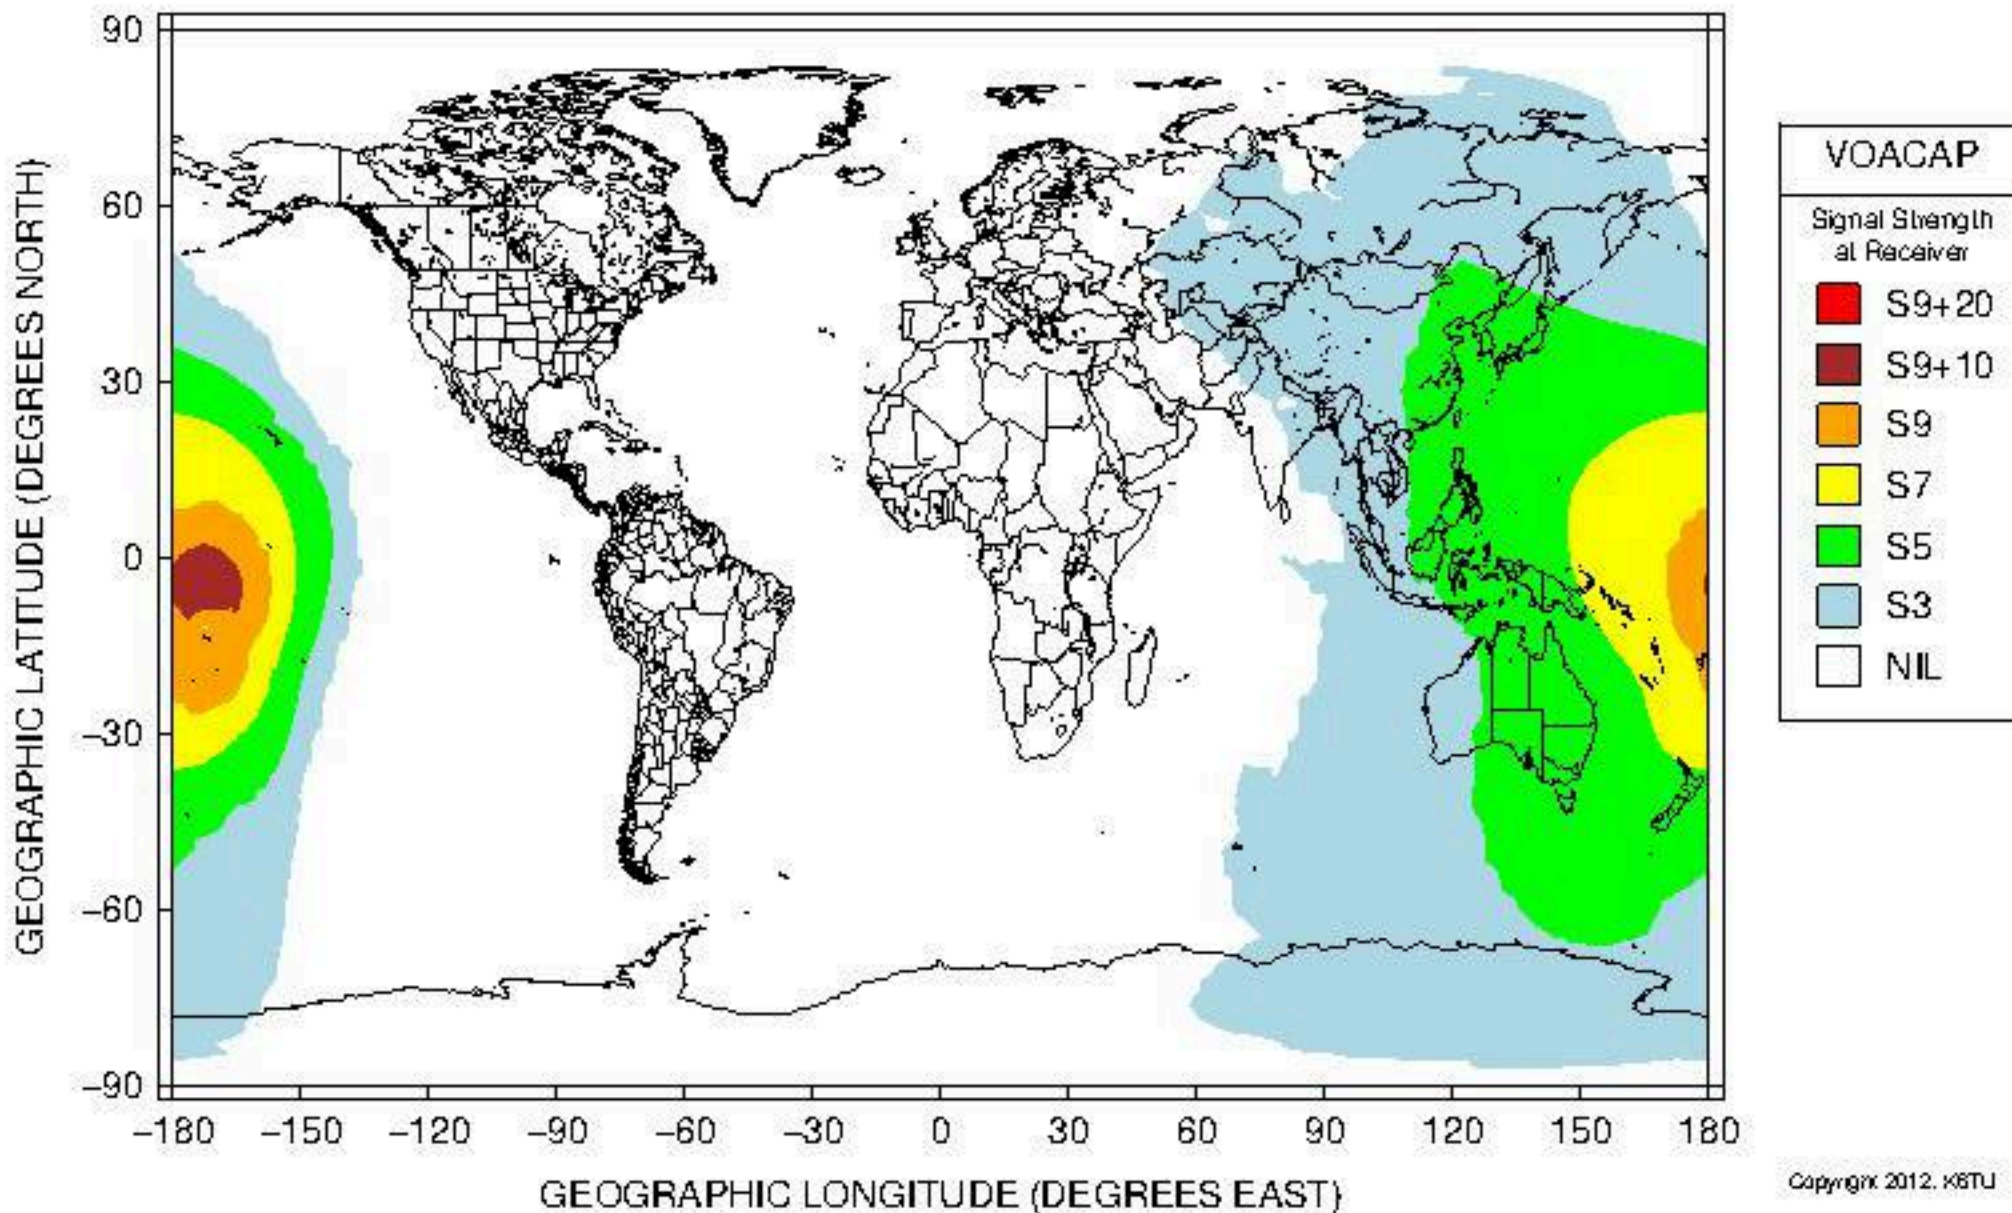 90
60
30
0
−30
−60
−90
GEOGRAPHIC LATITUDE (DEGREES NORTH)
−180 −150 −120 −90 −60 −30 0 30 60 90 120 150 180
GEOGRAPHIC LONGITUDE (DEGREES EAST)
VOACAP
Signal Strength
at Receiver
S9+20
S9+10
S9
S7
S5
S3
NIL
Copyright 2012, K6TU